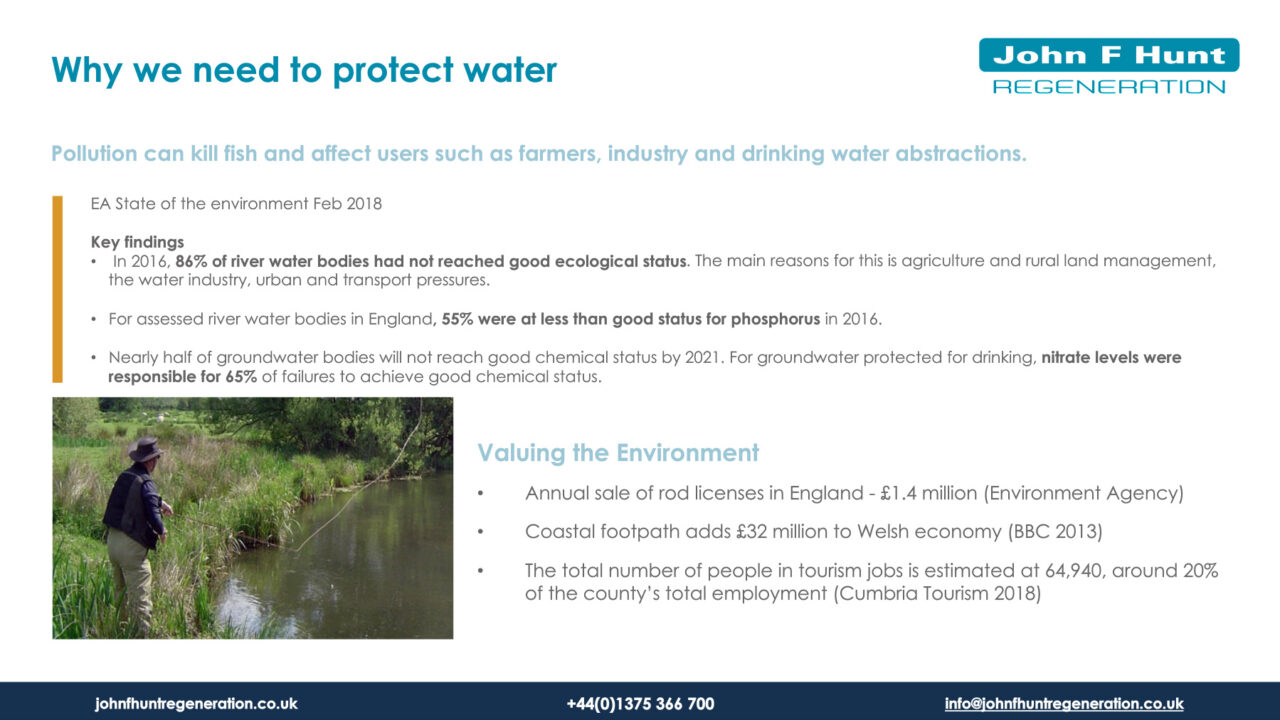 Why we need to protect water
John F Hunt
REGENERATION
Pollution can kill fish and affect users such as farmers, industry and drinking water abstractions.
EA State of the environment Feb 2018
Key findings
• In 2016, 86% of river water bodies had not reached good ecological status. The main reasons for this is agriculture and rural land management,
the water industry, urban and transport pressures.
• For assessed river water bodies in England, 55% were at less than good status for phosphorus in 2016.
• Nearly half of groundwater bodies will not reach good chemical status by 2021. For groundwater protected for drinking, nitrate levels were
responsible for 65% of failures to achieve good chemical status.
Valuing the Environment
• Annual sale of rod licenses in England - £1.4 million (Environment Agency)
• Coastal footpath adds £32 million to Welsh economy (BBC 2013)
• The total number of people in tourism jobs is estimated at 64,940, around 20%
of the county's total employment (Cumbria Tourism 2018)
johnfhuntregeneration.co.uk
+44(0)1375 366 700
info@johnfhuntregeneration.co.uk